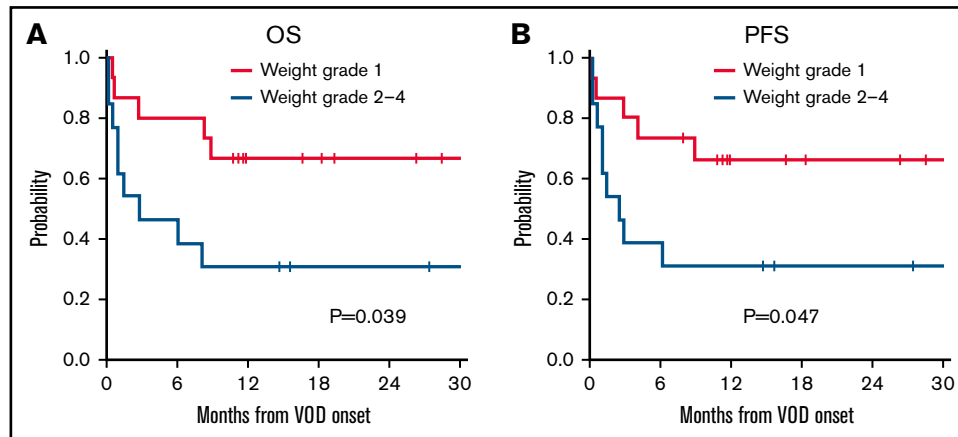 A
OS
1.0
0.8
0.6
0.4
0.2
0.0
Probability
Weight grade 1
Weight grade 2–4
P=0.039
0 6 12 18 24 30
Months from VOD onset
B
PFS
1.0
0.8
0.6
0.4
0.2
0.0
Probability
Weight grade 1
Weight grade 2–4
P=0.047
0 6 12 18 24 30
Months from VOD onset